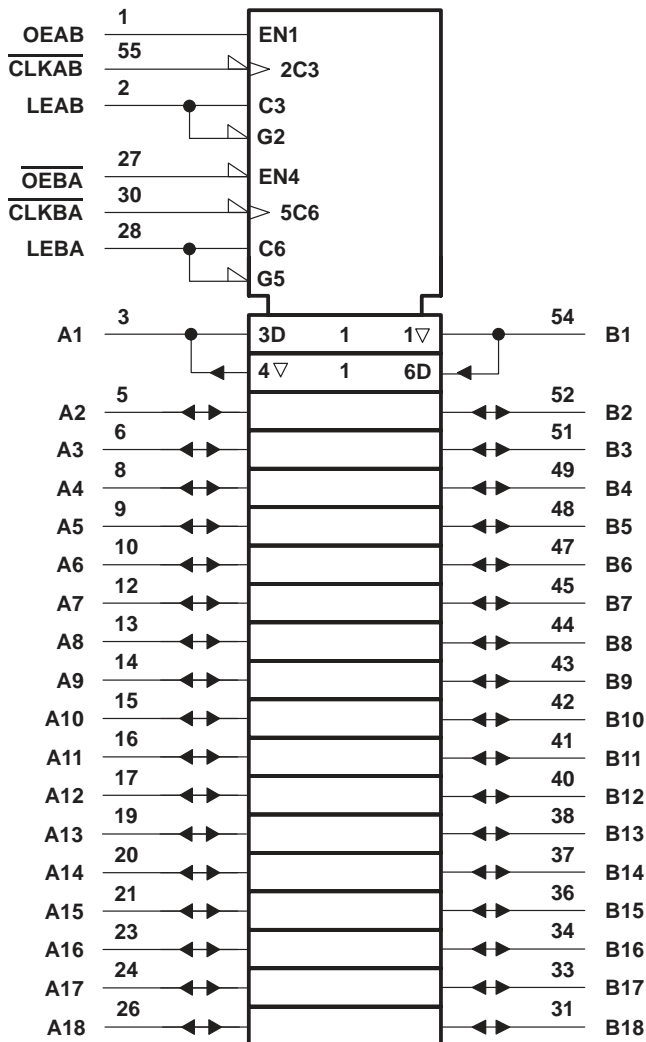 1
OEAB EN1
55
CLKAB 2C3
2
LEAB C3
G2
27
OEBA EN4
30
CLKBA 5C6
28
LEBA C6
G5
3 54
A1 3D 1 1▽ B1
4▽ 1 6D
5 52
A2 B2
6 51
A3 B3
8 49
A4 B4
9 48
A5 B5
10 47
A6 B6
12 45
A7 B7
13 44
A8 B8
14 43
A9 B9
15 42
A10 B10
16 41
A11 B11
17 40
A12 B12
19 38
A13 B13
20 37
A14 B14
21 36
A15 B15
23 34
A16 B16
24 33
A17 B17
26 31
A18 B18